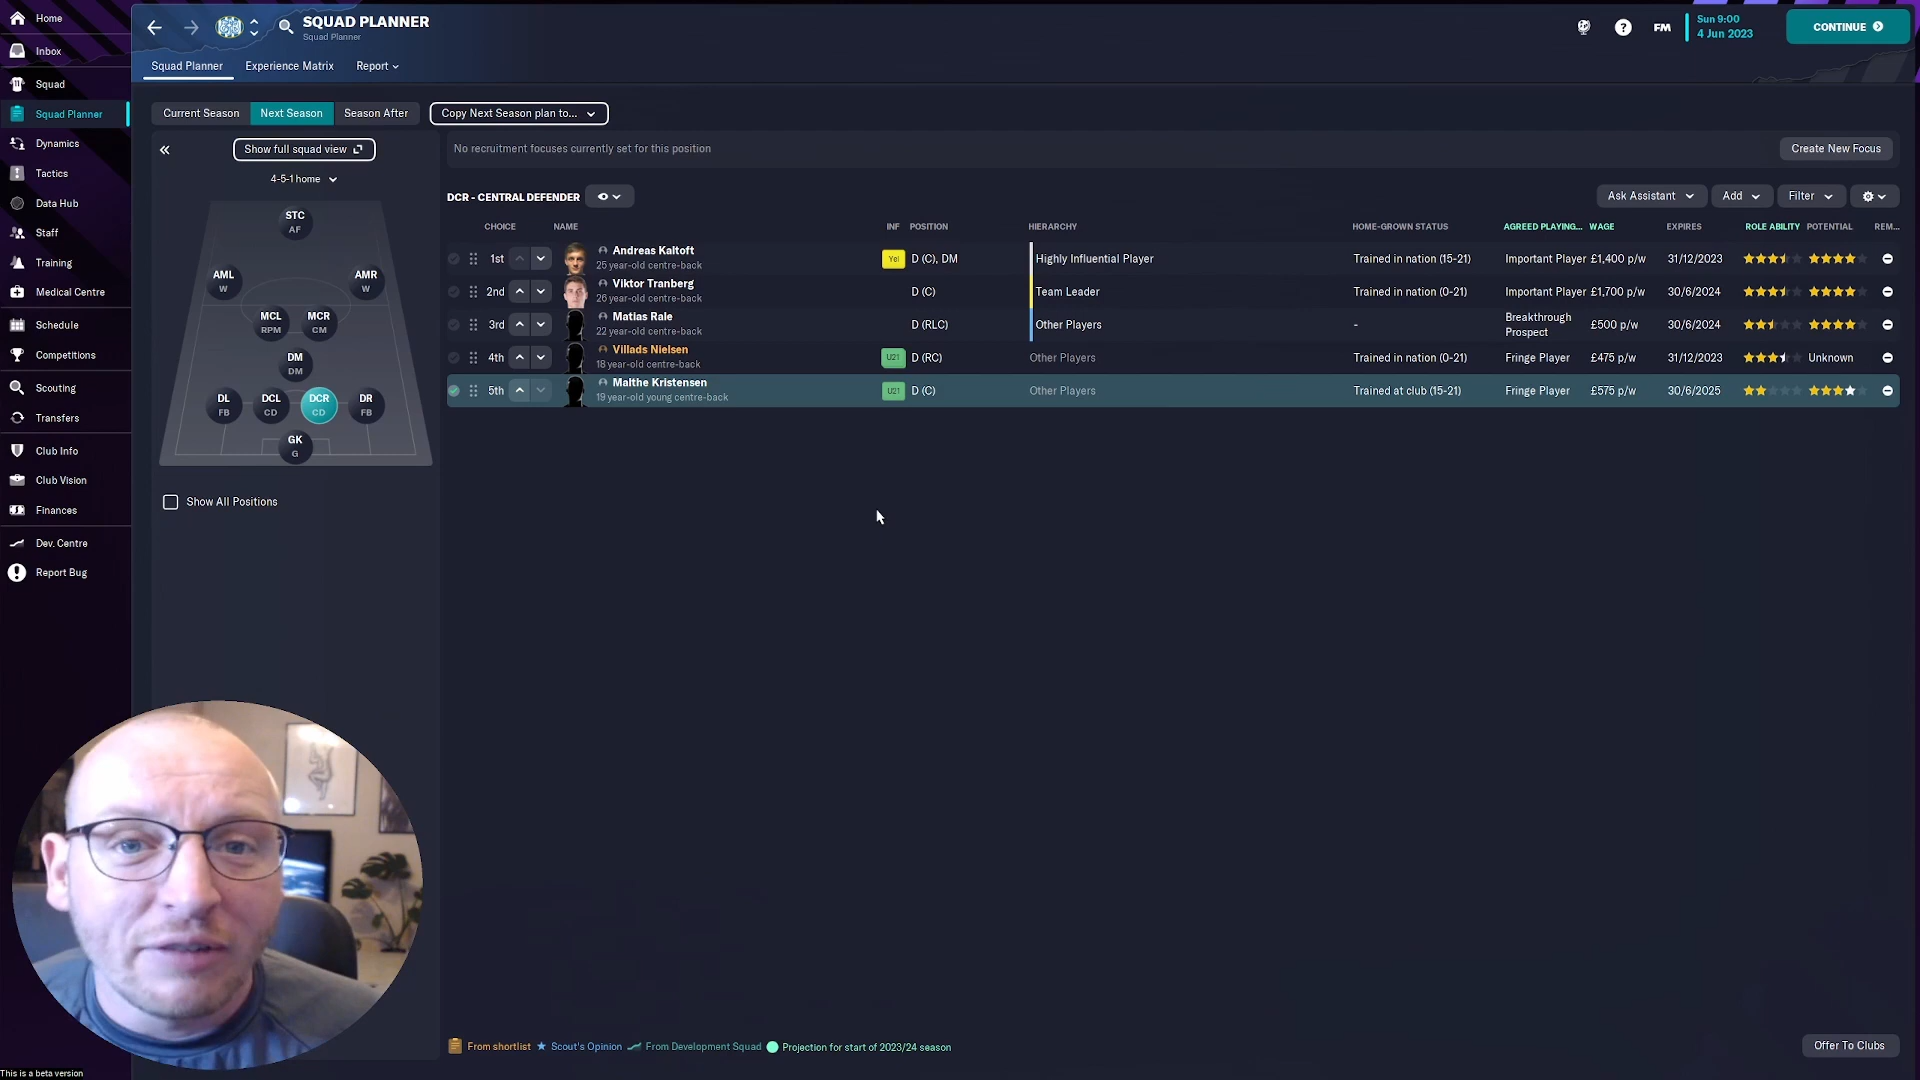 Home
Inbox
Squad
Squad Planner
Dynamics
Tactics
Data Hub
Staff
Training
Medical Centre
Schedule
Competitions
Scouting
Transfers
Club Info
Club Vision
Finances
Dev. Centre
Report Bug
This is a beta version
SQUAD PLANNER
Squad Planner
FM
Sun 9:00
4 Jun 2023
CONTINUE
Squad Planner Experience Matrix Report
Current Season Next Season Season After Copy Next Season plan to...
Show full squad view
4-5-1 home
STC
AF
AML
W
AMR
W
MCL
RPM
MCR
CM
DM
DM
DL
FB
DCL
CD
DCR
CD
DR
FB
GK
G
Show All Positions
No recruitment focuses currently set for this position
Create New Focus
DCR - CENTRAL DEFENDER
Ask Assistant Add Filter
CHOICE NAME INF POSITION HIERARCHY HOME-GROWN STATUS AGREED PLAYING... WAGE EXPIRES ROLE ABILITY POTENTIAL REM...
1st Andreas Kaltoft Yel D (C), DM Highly Influential Player Trained in nation (15-21) Important Player £1,400 p/w 31/12/2023
25 year-old centre-back
2nd Viktor Tranberg D (C) Team Leader Trained in nation (0-21) Important Player £1,700 p/w 30/6/2024
26 year-old centre-back
3rd Matias Rale D (RLC) Other Players - Breakthrough Prospect £500 p/w 30/6/2024
22 year-old centre-back
4th Villads Nielsen U21 D (RC) Other Players Trained in nation (0-21) Fringe Player £475 p/w 31/12/2023 Unknown
18 year-old centre-back
5th Malthe Kristensen U21 D (C) Other Players Trained at club (15-21) Fringe Player £575 p/w 30/6/2025
19 year-old young centre-back
From shortlist Scout's Opinion From Development Squad Projection for start of 2023/24 season
Offer To Clubs